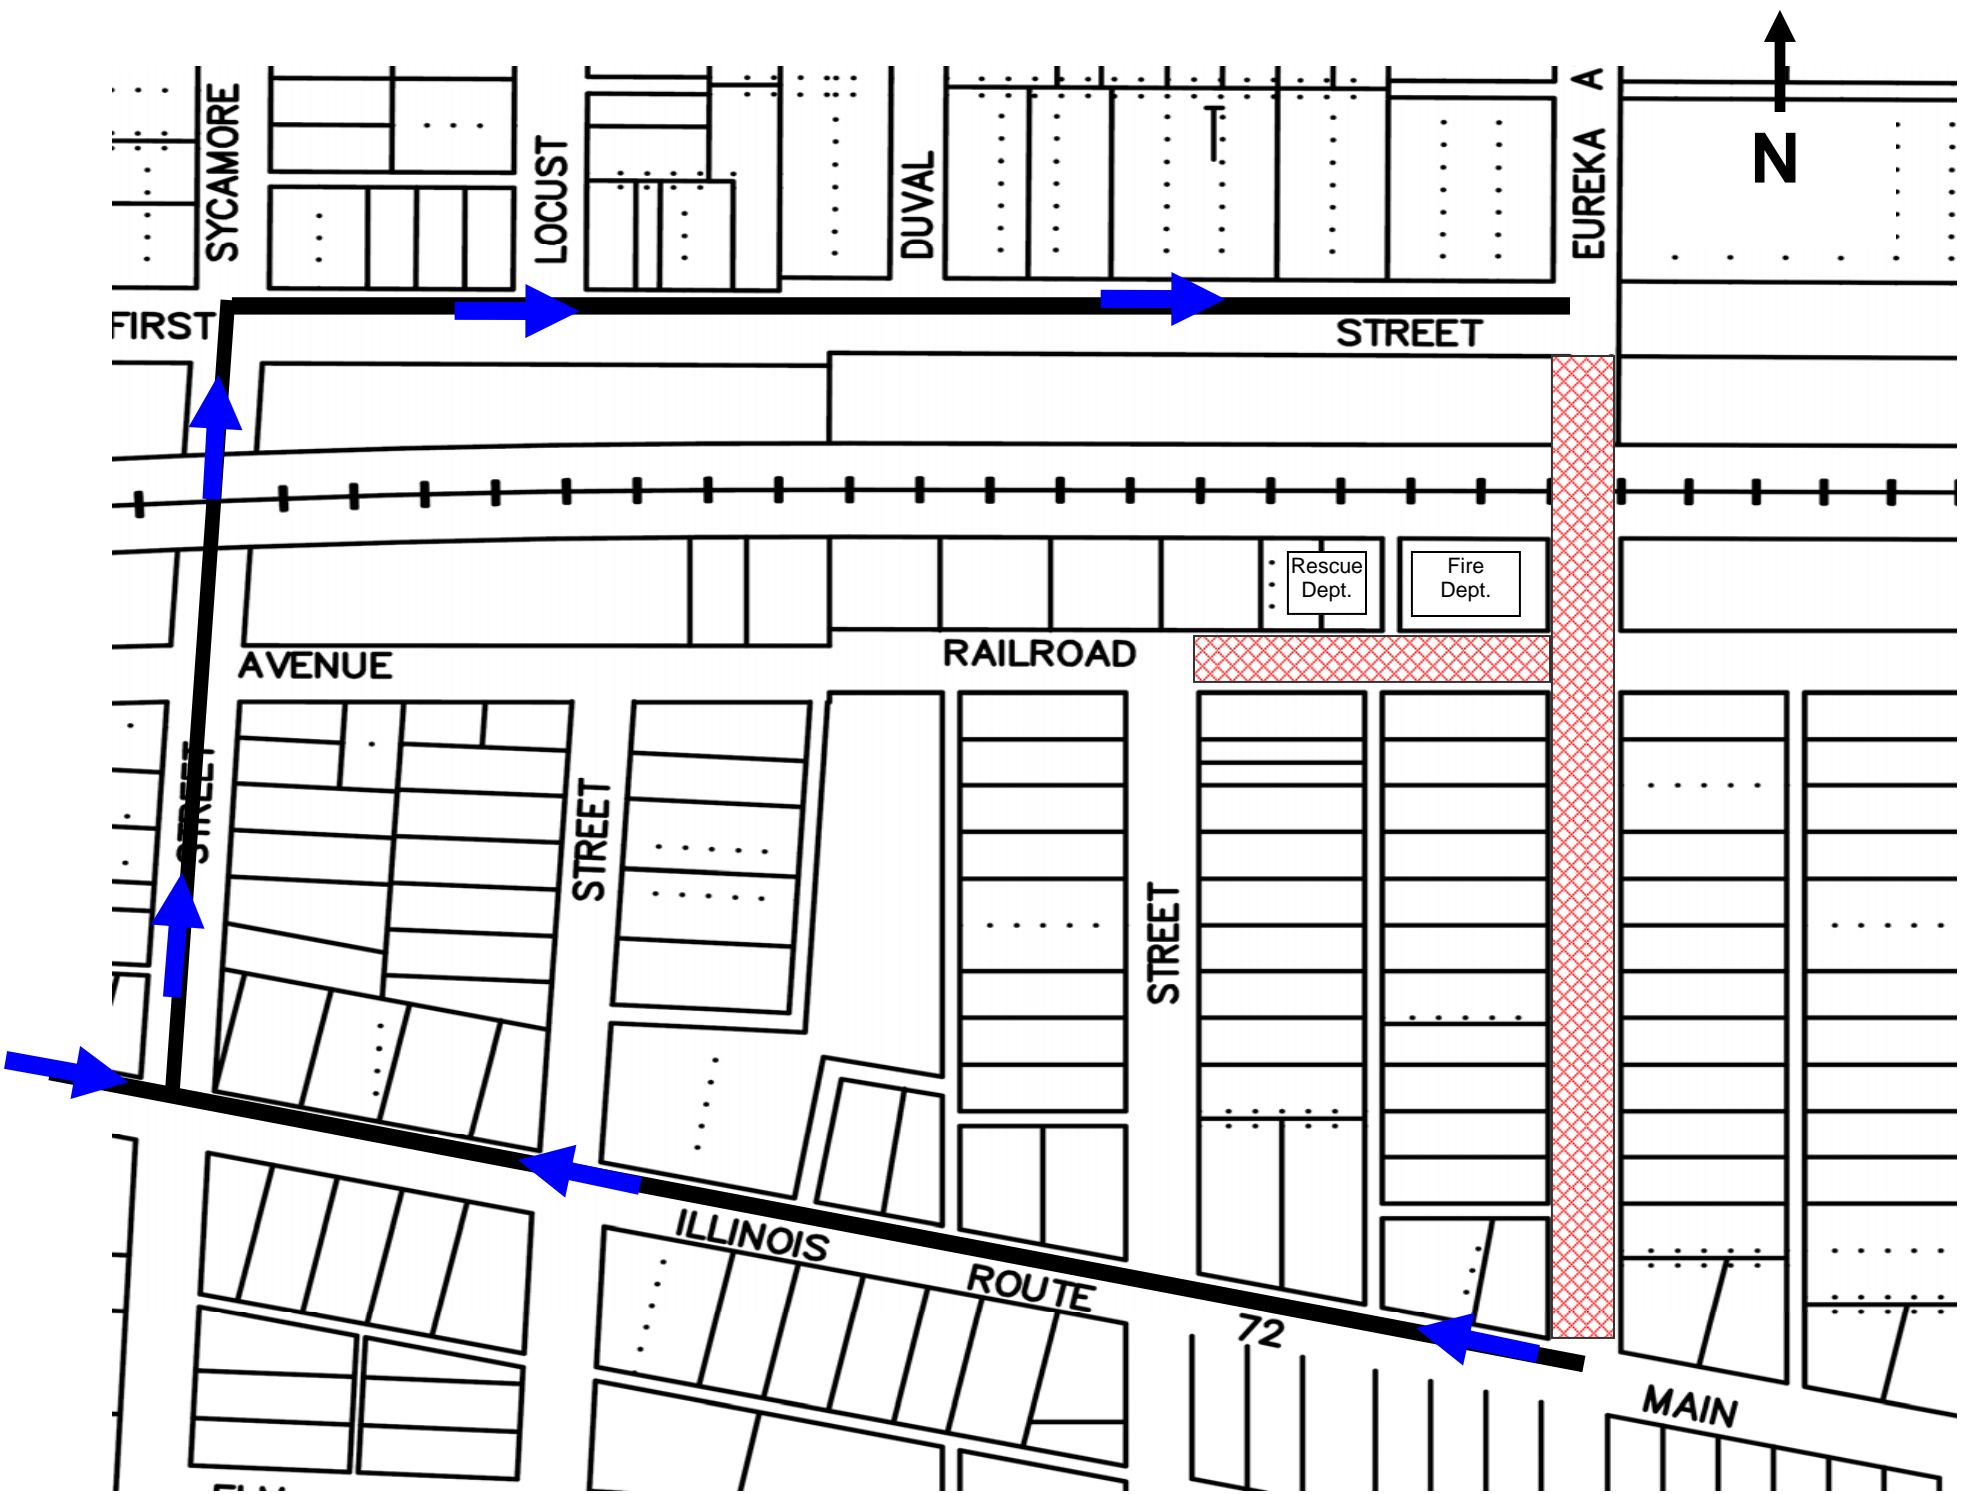 SYCAMORE
LOCUST
DUVAL
EUREKA A
N
FIRST
STREET
Rescue
Dept.
Fire
Dept.
AVENUE
RAILROAD
STREET
STREET
STREET
ILLINOIS
ROUTE
72
MAIN